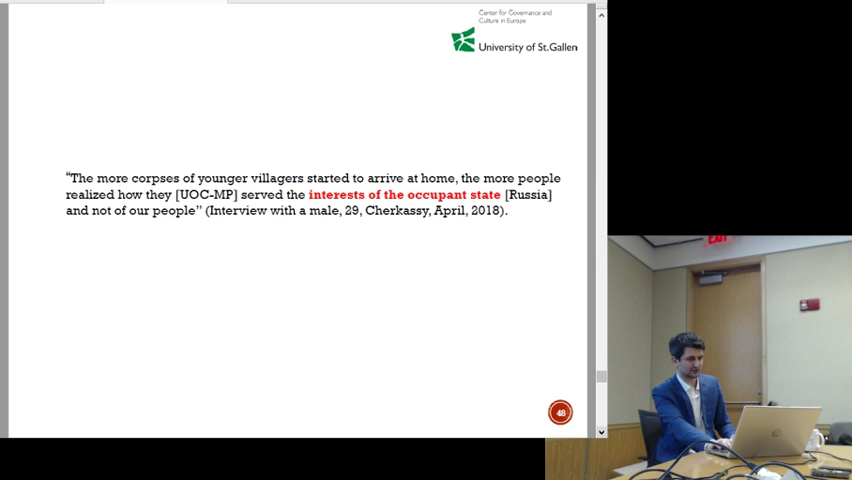 Center for Governance and
Culture in Europe
University of St.Gallen
“The more corpses of younger villagers started to arrive at home, the more people
realized how they [UOC-MP] served the interests of the occupant state [Russia]
and not of our people” (Interview with a male, 29, Cherkassy, April, 2018).
48
EXIT